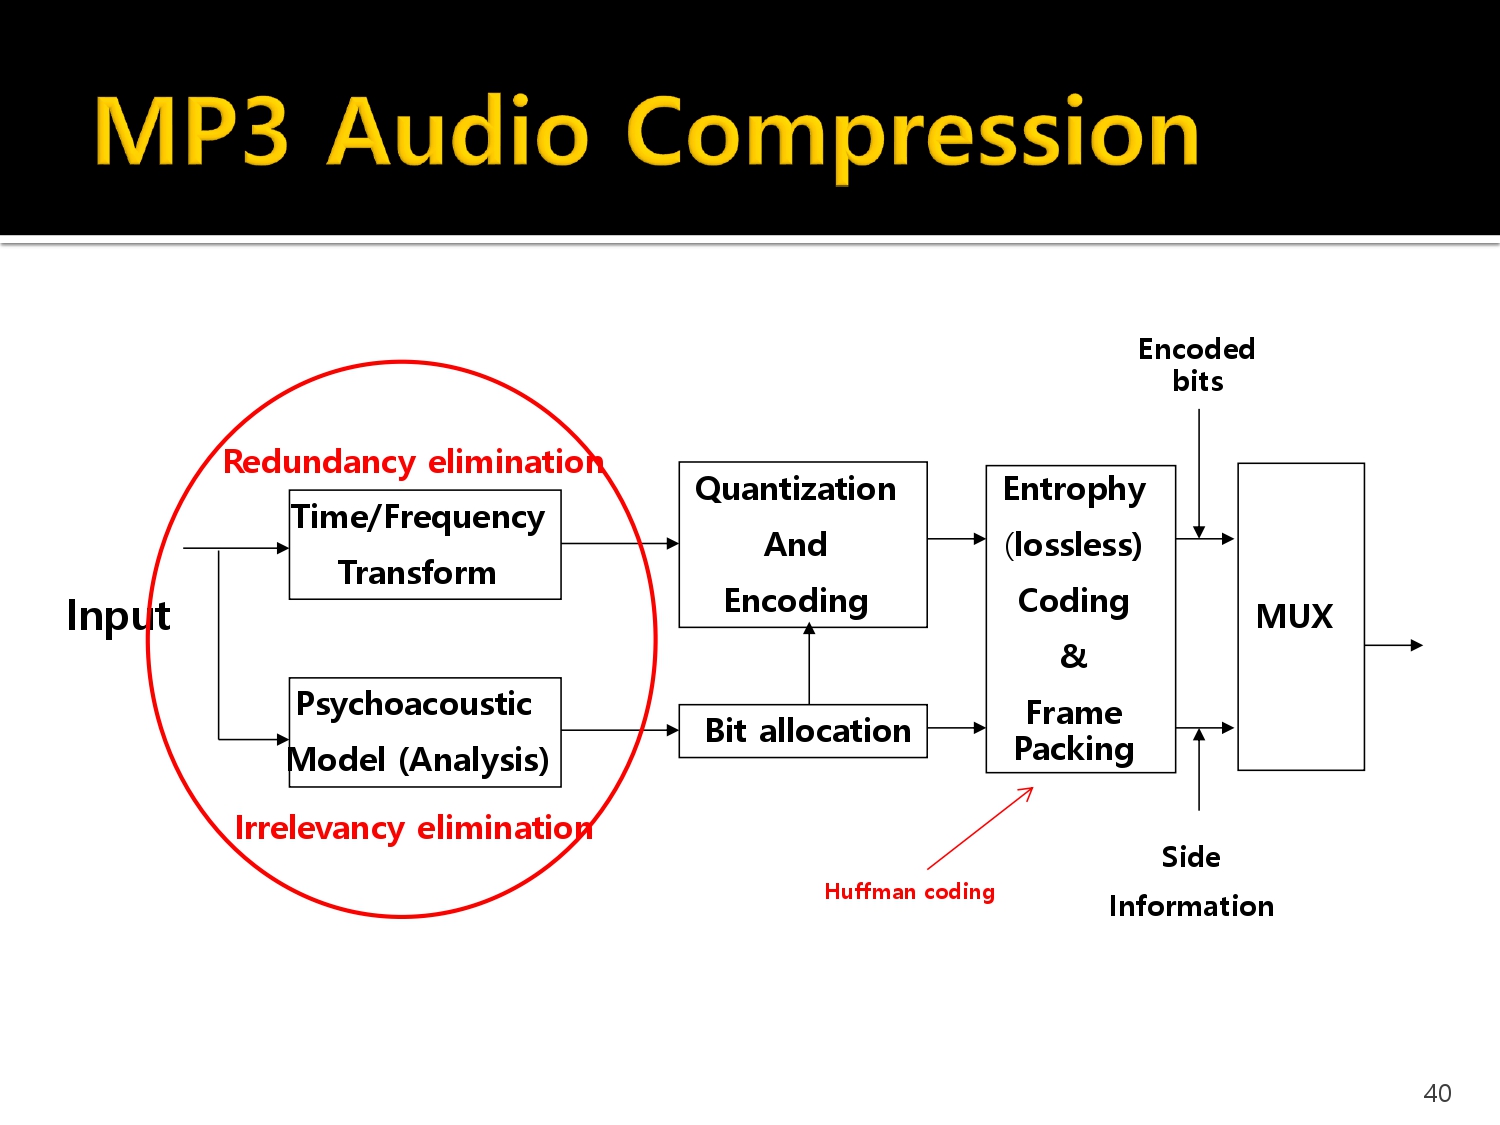 MP3 Audio Compression
Encoded
bits
Redundancy elimination
Time/Frequency
Transform
Input
Psychoacoustic
Model (Analysis)
Irrelevancy elimination
Quantization
And
Encoding
Bit allocation
Entrophy
(lossless)
Coding
&
Frame
Packing
Huffman coding
MUX
Side
Information
40